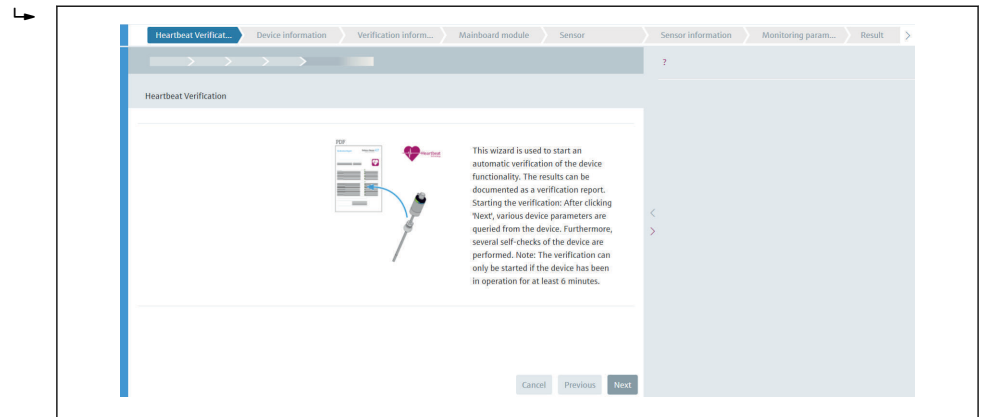 Heartbeat Verificat... Device information Verification inform... Mainboard module Sensor Sensor information Monitoring param... Result
?
Heartbeat Verification
PDF
Heartbeat
This wizard is used to start an
automatic verification of the device
functionality. The results can be
documented as a verification report.
Starting the verification: After clicking
'Next', various device parameters are
queried from the device. Furthermore,
several self-checks of the device are
performed. Note: The verification can
only be started if the device has been
in operation for at least 6 minutes.
Cancel Previous Next